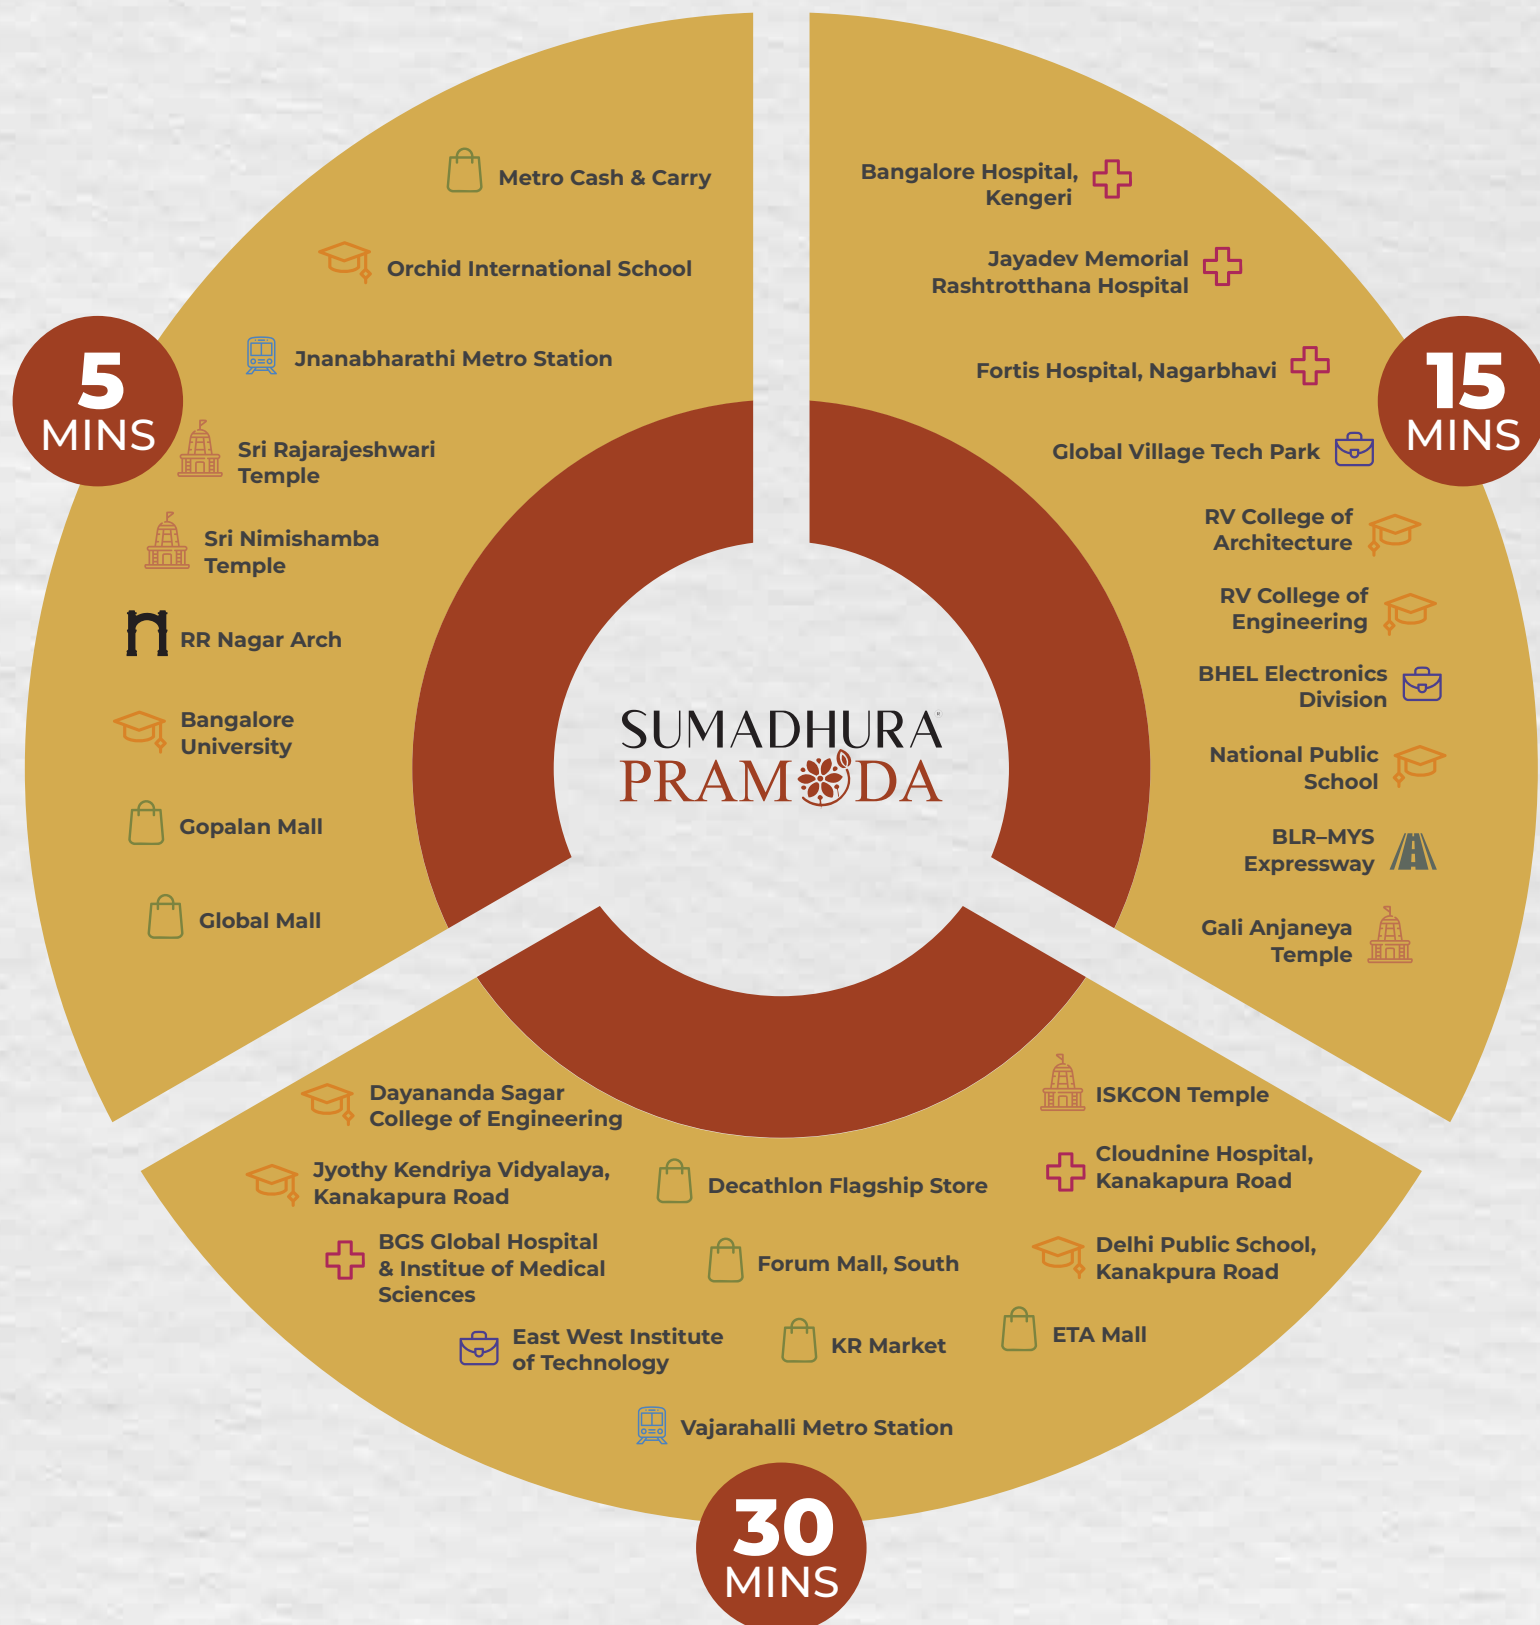 5
MINS
Metro Cash & Carry
Orchid International School
Jnanabharathi Metro Station
Sri Rajarajeshwari
Temple
Sri Nimishamba
Temple
RR Nagar Arch
Bangalore
University
Gopalan Mall
Global Mall
15
MINS
Bangalore Hospital,
Kengeri
Jayadev Memorial
Rashtrotthana Hospital
Fortis Hospital, Nagarbhavi
Global Village Tech Park
RV College of
Architecture
RV College of
Engineering
BHEL Electronics
Division
National Public
School
BLR–MYS
Expressway
Gali Anjaneya
Temple
SUMADHURA
PRAMODA
Dayananda Sagar
College of Engineering
Jyothy Kendriya Vidyalaya,
Kanakapura Road
BGS Global Hospital
& Institue of Medical
Sciences
East West Institute
of Technology
Decathlon Flagship Store
Forum Mall, South
KR Market
Vajarahalli Metro Station
ISKCON Temple
Cloudnine Hospital,
Kanakapura Road
Delhi Public School,
Kanakpura Road
ETA Mall
30
MINS